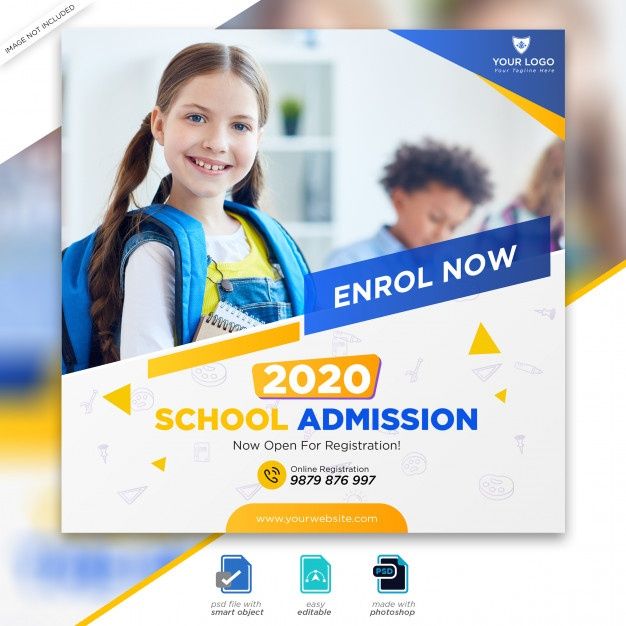 IMAGE NOT INCLUDED
YOUR LOGO
Your Tagline Here
ENROL NOW
2020
SCHOOL ADMISSION
Now Open For Registration!
Online Registration
9879 876 997
www.yourwebsite.com
psd file with
smart object
easy
editable
PSD
made with
photoshop